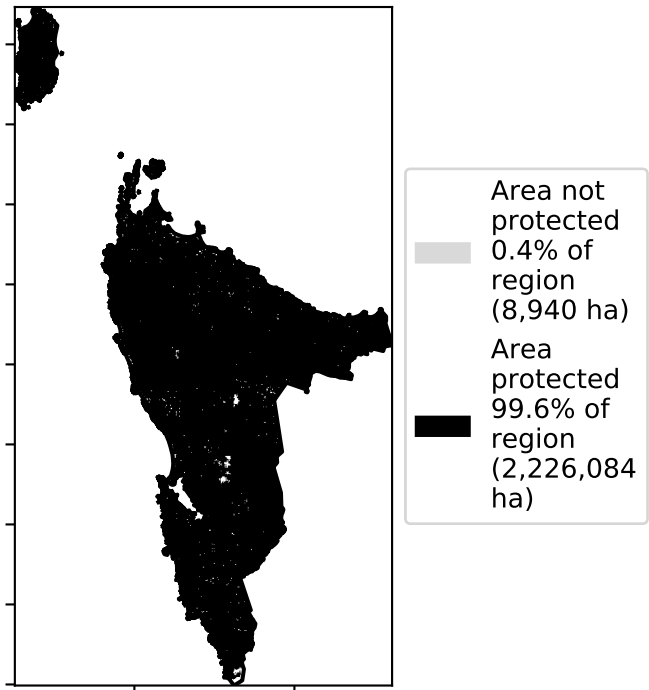 Area not
protected
0.4% of
region
(8,940 ha)
Area
protected
99.6% of
region
(2,226,084
ha)